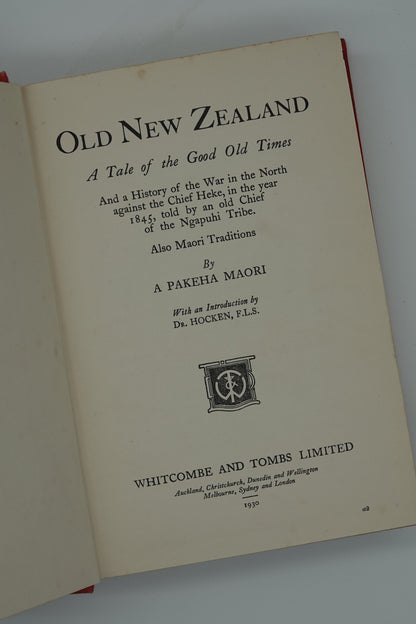 OLD NEW ZEALAND
A Tale of the Good Old Times
And a History of the War in the North
against the Chief Heke, in the year
1845, told by an old Chief
of the Ngapuhi Tribe.
Also Maori Traditions
By
A PAKEHA MAORI
With an Introduction by
DR. HOCKEN, F.L.S.
WHITCOMBE AND TOMBS LIMITED
Auckland, Christchurch, Dunedin and Wellington
Melbourne, Sydney and London
1930